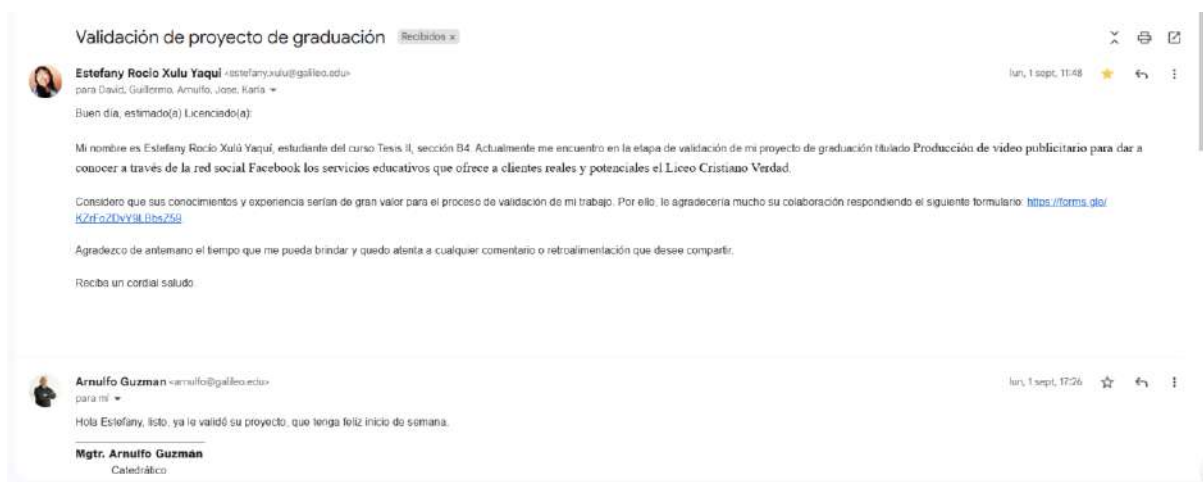 Validación de proyecto de graduación Recibidos x
Estefany Rocio Xulu Yaqui <estefany.xulu@galileo.edu> lun, 1 sept, 11:48
para David, Guillermo, Arnulfo, Jose, Karla
Buen día, estimado(a) Licenciado(a):
Mi nombre es Estefany Rocío Xulú Yaquí, estudiante del curso Tesis II, sección B4. Actualmente me encuentro en la etapa de validación de mi proyecto de graduación titulado Producción de video publicitario para dar a
conocer a través de la red social Facebook los servicios educativos que ofrece a clientes reales y potenciales el Liceo Cristiano Verdad.
Considero que sus conocimientos y experiencia serían de gran valor para el proceso de validación de mi trabajo. Por ello, le agradecería mucho su colaboración respondiendo el siguiente formulario: https://forms.gle/
Agradezco de antemano el tiempo que me pueda brindar y quedo atenta a cualquier comentario o retroalimentación que desee compartir.
Reciba un cordial saludo.
Arnulfo Guzman <arnulfo@galileo.edu> lun, 1 sept, 17:26
para mí
Hola Estefany, listo, ya le validé su proyecto, que tenga feliz inicio de semana.
Mgtr. Arnulfo Guzmán
Catedrático